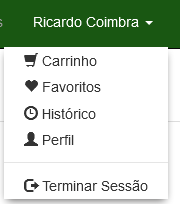 Ricardo Coimbra
Carrinho
Favoritos
Histórico
Perfil
Terminar Sessão